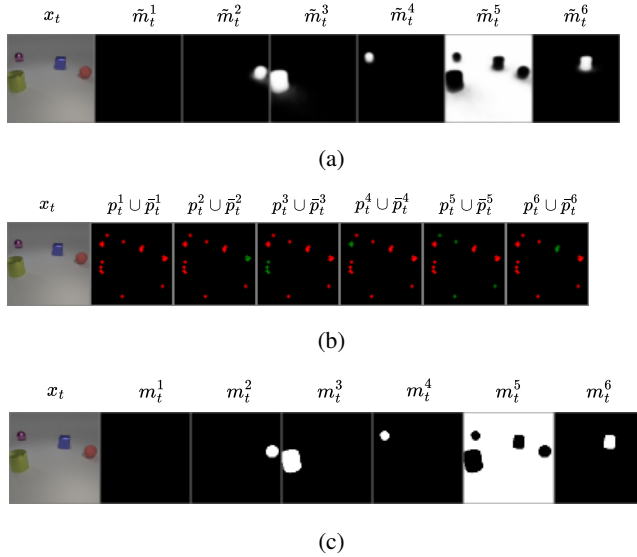 x_t m̃_t^1 m̃_t^2 m̃_t^3 m̃_t^4 m̃_t^5 m̃_t^6
(a)
x_t p_t^1 ∪ p̄_t^1 p_t^2 ∪ p̄_t^2 p_t^3 ∪ p̄_t^3 p_t^4 ∪ p̄_t^4 p_t^5 ∪ p̄_t^5 p_t^6 ∪ p̄_t^6
(b)
x_t m_t^1 m_t^2 m_t^3 m_t^4 m_t^5 m_t^6
(c)